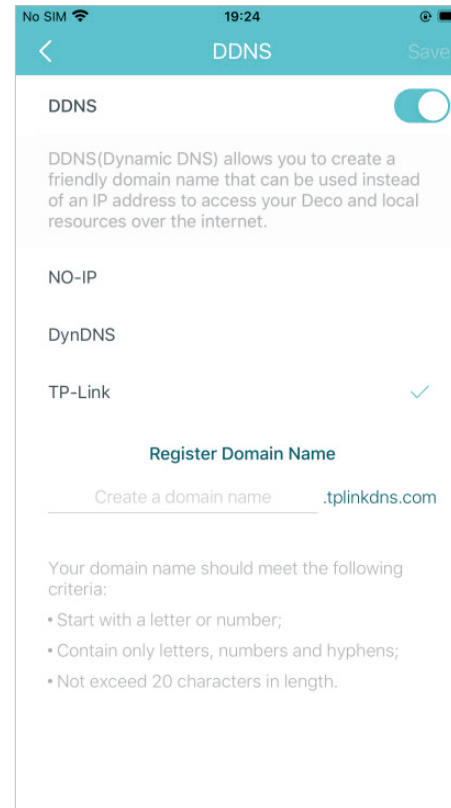 No SIM 19:24
DDNS Save
DDNS
DDNS(Dynamic DNS) allows you to create a
friendly domain name that can be used instead
of an IP address to access your Deco and local
resources over the internet.
NO-IP
DynDNS
TP-Link
Register Domain Name
Create a domain name .tplinkdns.com
Your domain name should meet the following
criteria:
• Start with a letter or number;
• Contain only letters, numbers and hyphens;
• Not exceed 20 characters in length.